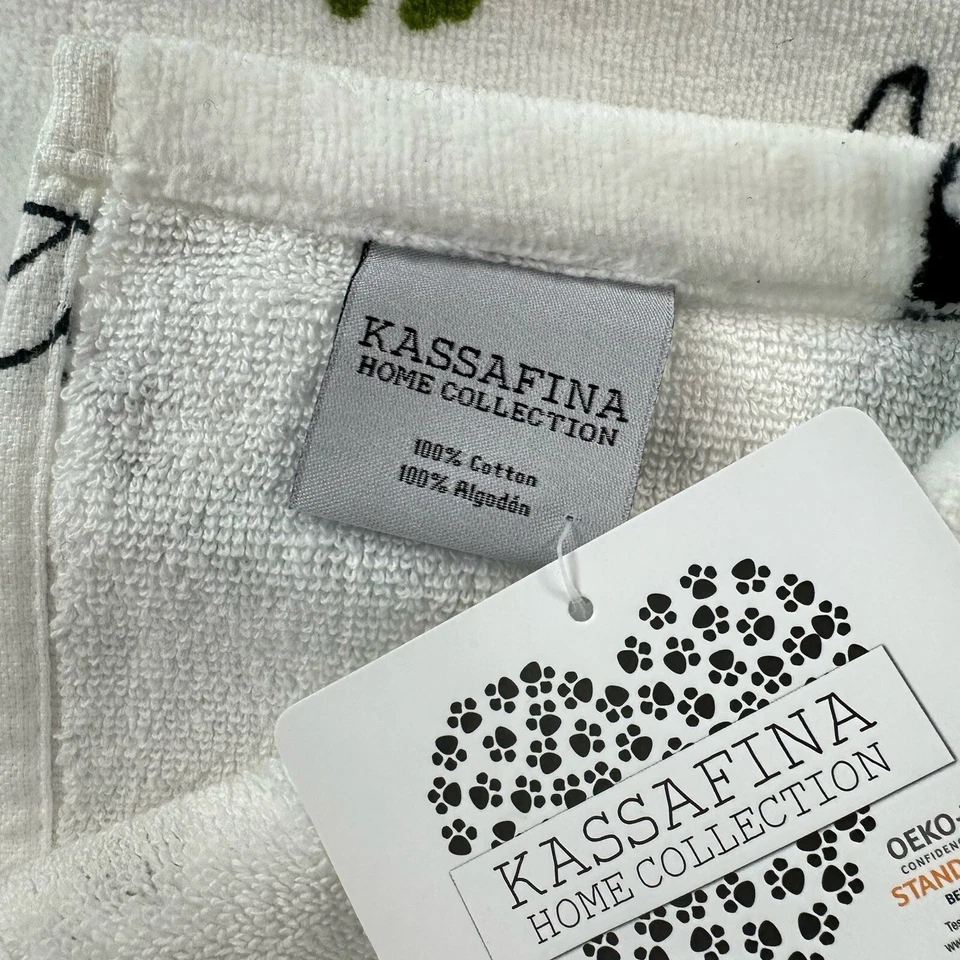 KASSAFINA
HOME COLLECTION
100% Cotton
100% Algodón
KASSAFINA
HOME COLLECTION
OEKO-
CONFIDENC
STAND